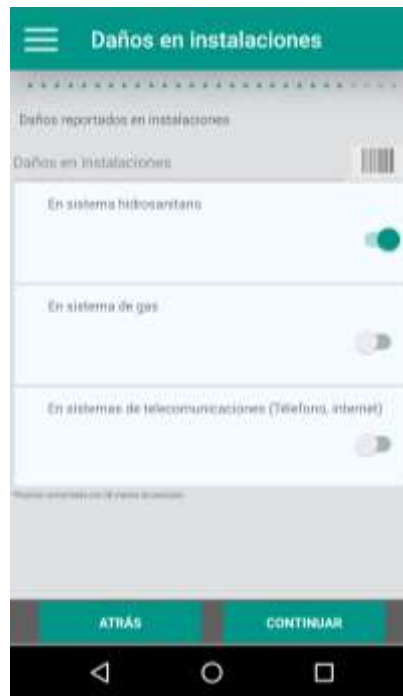 Daños en instalaciones
Daños reportados en instalaciones
Daños en instalaciones
En sistema hidrosanitario
En sistema de gas
En sistemas de telecomunicaciones (Télefono, internet)
ATRÁS
CONTINUAR